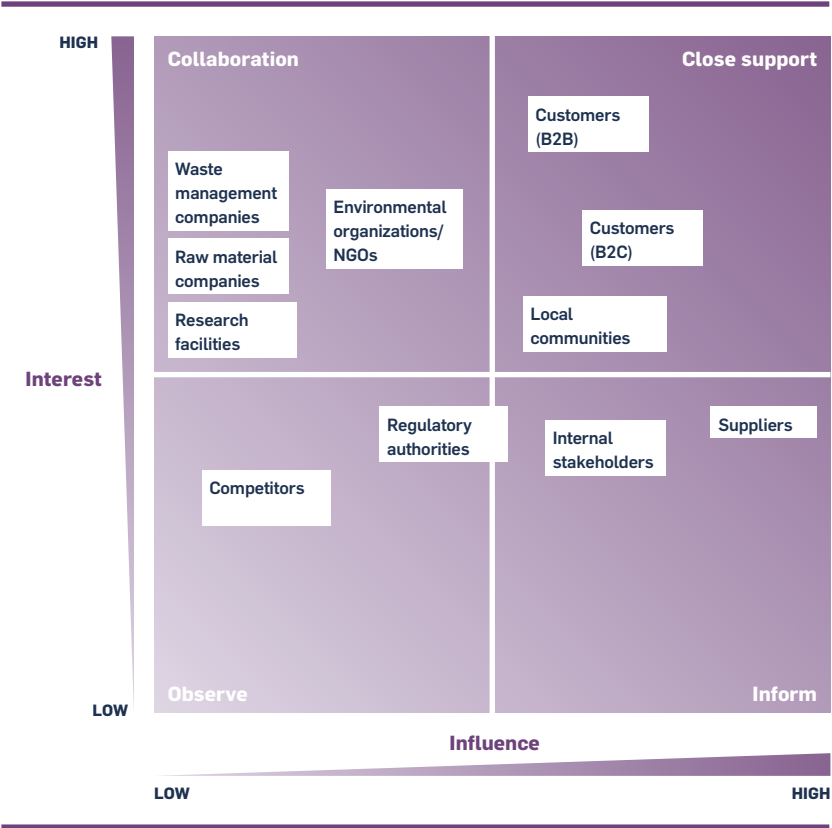 HIGH
Collaboration
Close support
Customers
(B2B)
Waste
management
companies
Environmental
organizations/
NGOs
Customers
(B2C)
Raw material
companies
Research
facilities
Local
communities
Interest
Regulatory
authorities
Internal
stakeholders
Suppliers
Competitors
Observe
Inform
LOW
Influence
LOW
HIGH